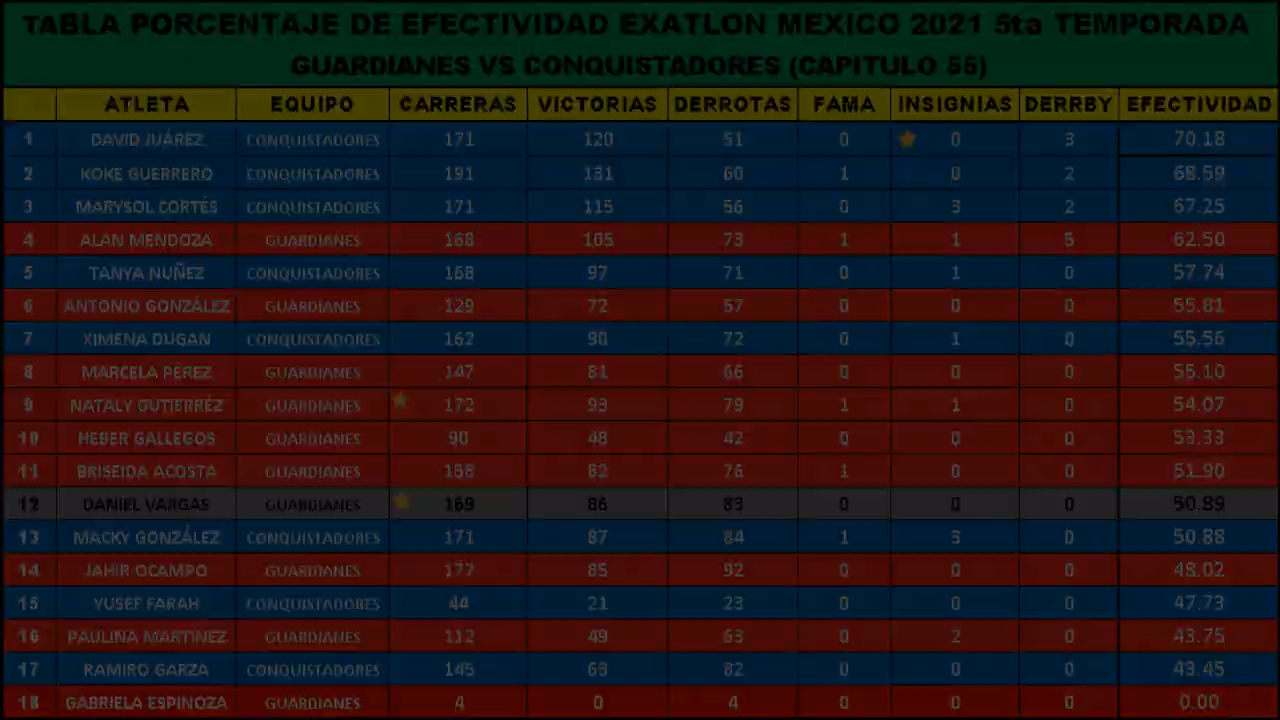 TABLA PORCENTAJE DE EFECTIVIDAD EXATLON MEXICO 2021 5ta TEMPORADA
GUARDIANES VS CONQUISTADORES (CAPITULO 55)
ATLETA EQUIPO CARRERAS VICTORIAS DERROTAS FAMA INSIGNIAS DERRBY EFECTIVIDAD
1 DAVID JUÁREZ CONQUISTADORES 171 120 51 0 0 3 70.18
2 KOKE GUERRERO CONQUISTADORES 191 131 60 1 0 2 68.59
3 MARYSOL CORTÉS CONQUISTADORES 171 115 56 0 3 2 67.25
4 ALAN MENDOZA GUARDIANES 168 105 73 1 1 5 62.50
5 TANYA NUÑEZ CONQUISTADORES 168 97 71 0 1 0 57.74
6 ANTONIO GONZÁLEZ GUARDIANES 129 72 57 0 0 0 55.81
7 XIMENA DUGAN CONQUISTADORES 162 90 72 0 1 0 55.56
8 MARCELA PÉREZ GUARDIANES 147 81 66 0 0 0 55.10
9 NATALY GUTIERRÉZ GUARDIANES 172 93 79 1 1 0 54.07
10 HEBER GALLEGOS GUARDIANES 90 48 42 0 0 0 53.33
11 BRISEIDA ACOSTA GUARDIANES 158 82 76 1 0 0 51.90
12 DANIEL VARGAS GUARDIANES 169 86 83 0 0 0 50.89
13 MACKY GONZÁLEZ CONQUISTADORES 171 87 84 1 3 0 50.88
14 JAHIR OCAMPO GUARDIANES 177 85 92 0 0 0 48.02
15 YUSEF FARAH CONQUISTADORES 44 21 23 0 0 0 47.73
16 PAULINA MARTINEZ GUARDIANES 112 49 63 0 2 0 43.75
17 RAMIRO GARZA CONQUISTADORES 145 63 82 0 0 0 43.45
18 GABRIELA ESPINOZA GUARDIANES 4 0 4 0 0 0 0.00